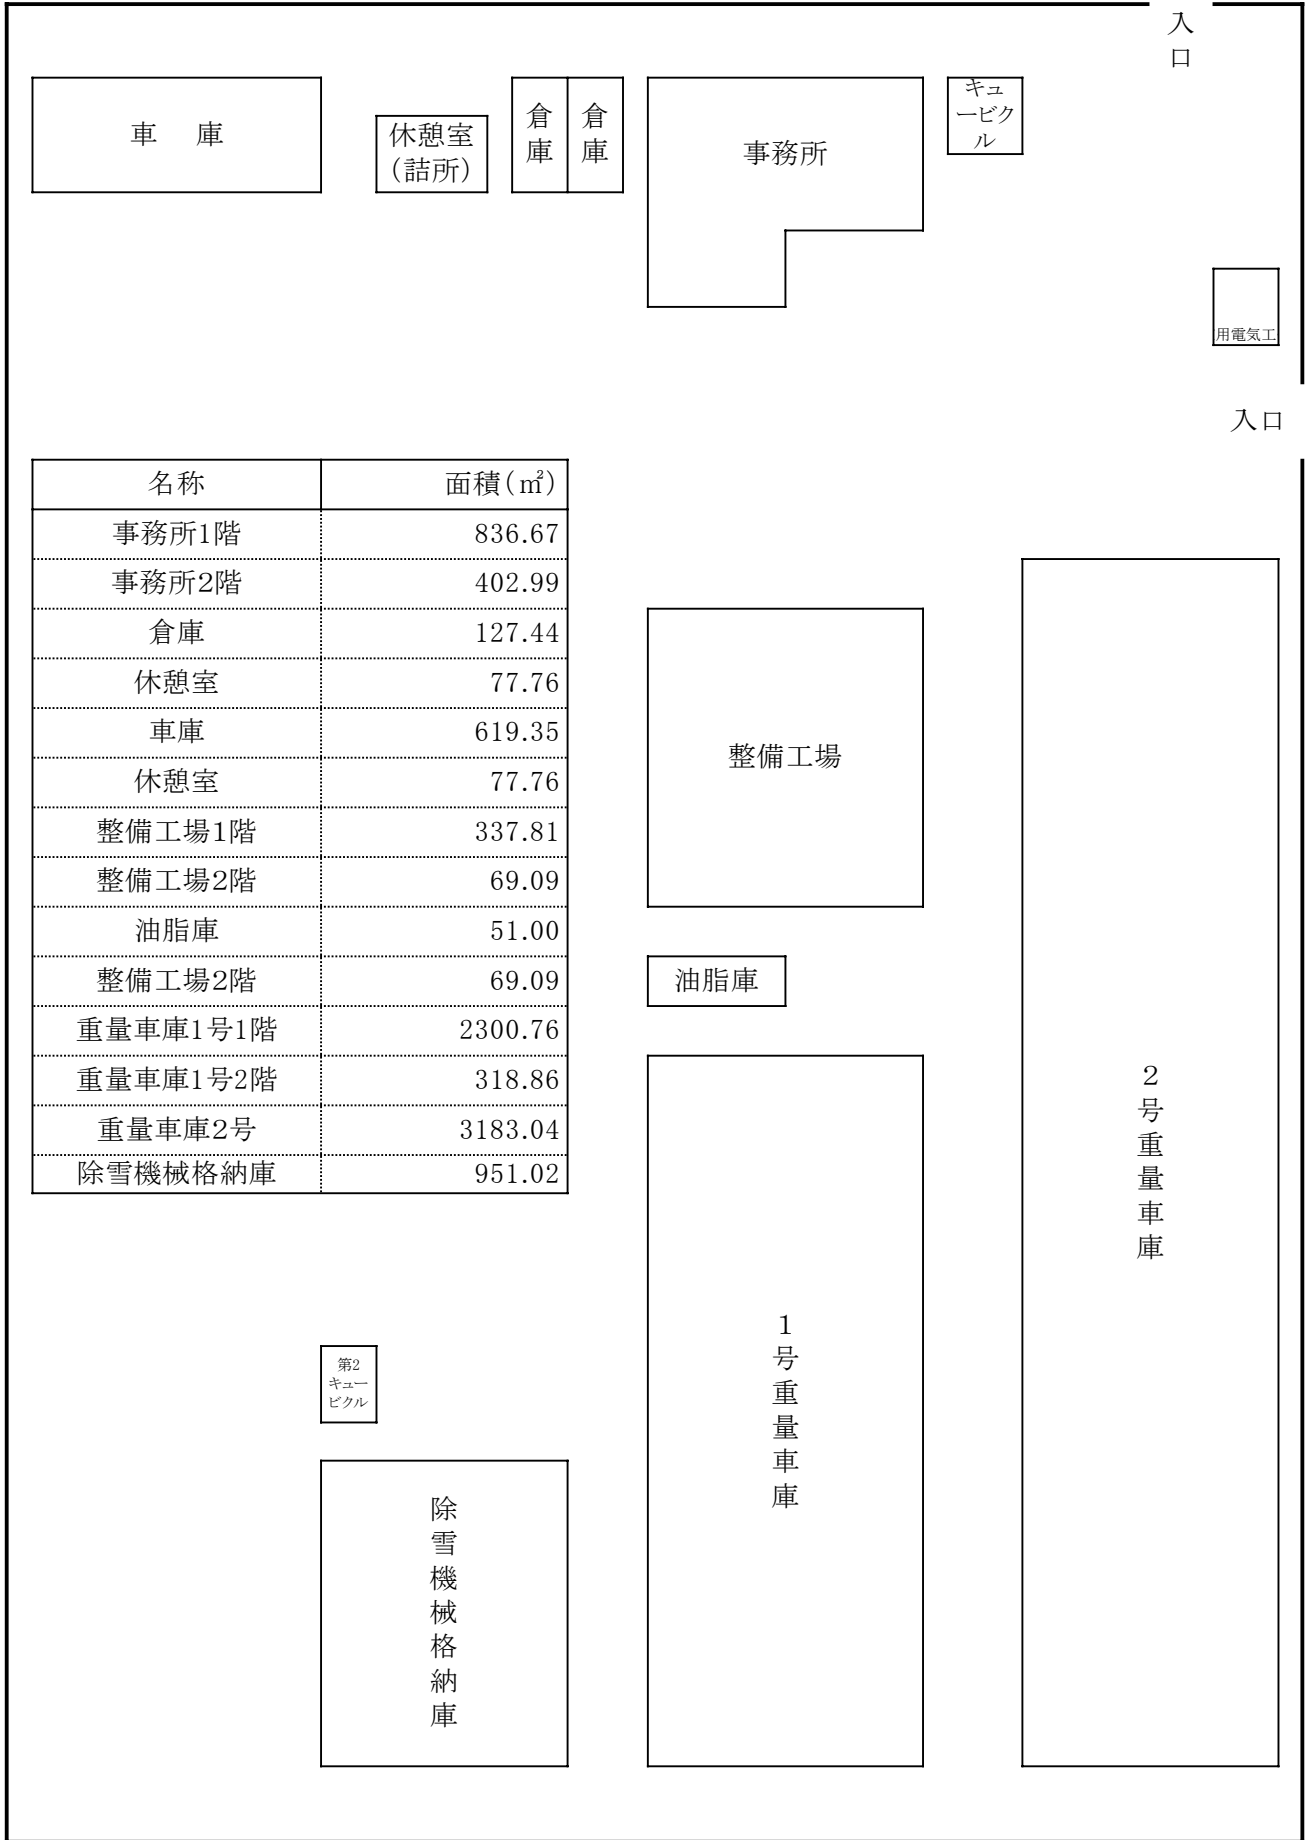 入
口
車　庫
休憩室
(詰所)
倉
庫
倉
庫
事務所
キュ
ービク
ル
用電気工
入口
名称 面積(㎡)
事務所1階 836.67
事務所2階 402.99
倉庫 127.44
休憩室 77.76
車庫 619.35
休憩室 77.76
整備工場1階 337.81
整備工場2階 69.09
油脂庫 51.00
整備工場2階 69.09
重量車庫1号1階 2300.76
重量車庫1号2階 318.86
重量車庫2号 3183.04
除雪機械格納庫 951.02
整備工場
油脂庫
2
号
重
量
車
庫
1
号
重
量
車
庫
第2
キュー
ビクル
除
雪
機
械
格
納
庫